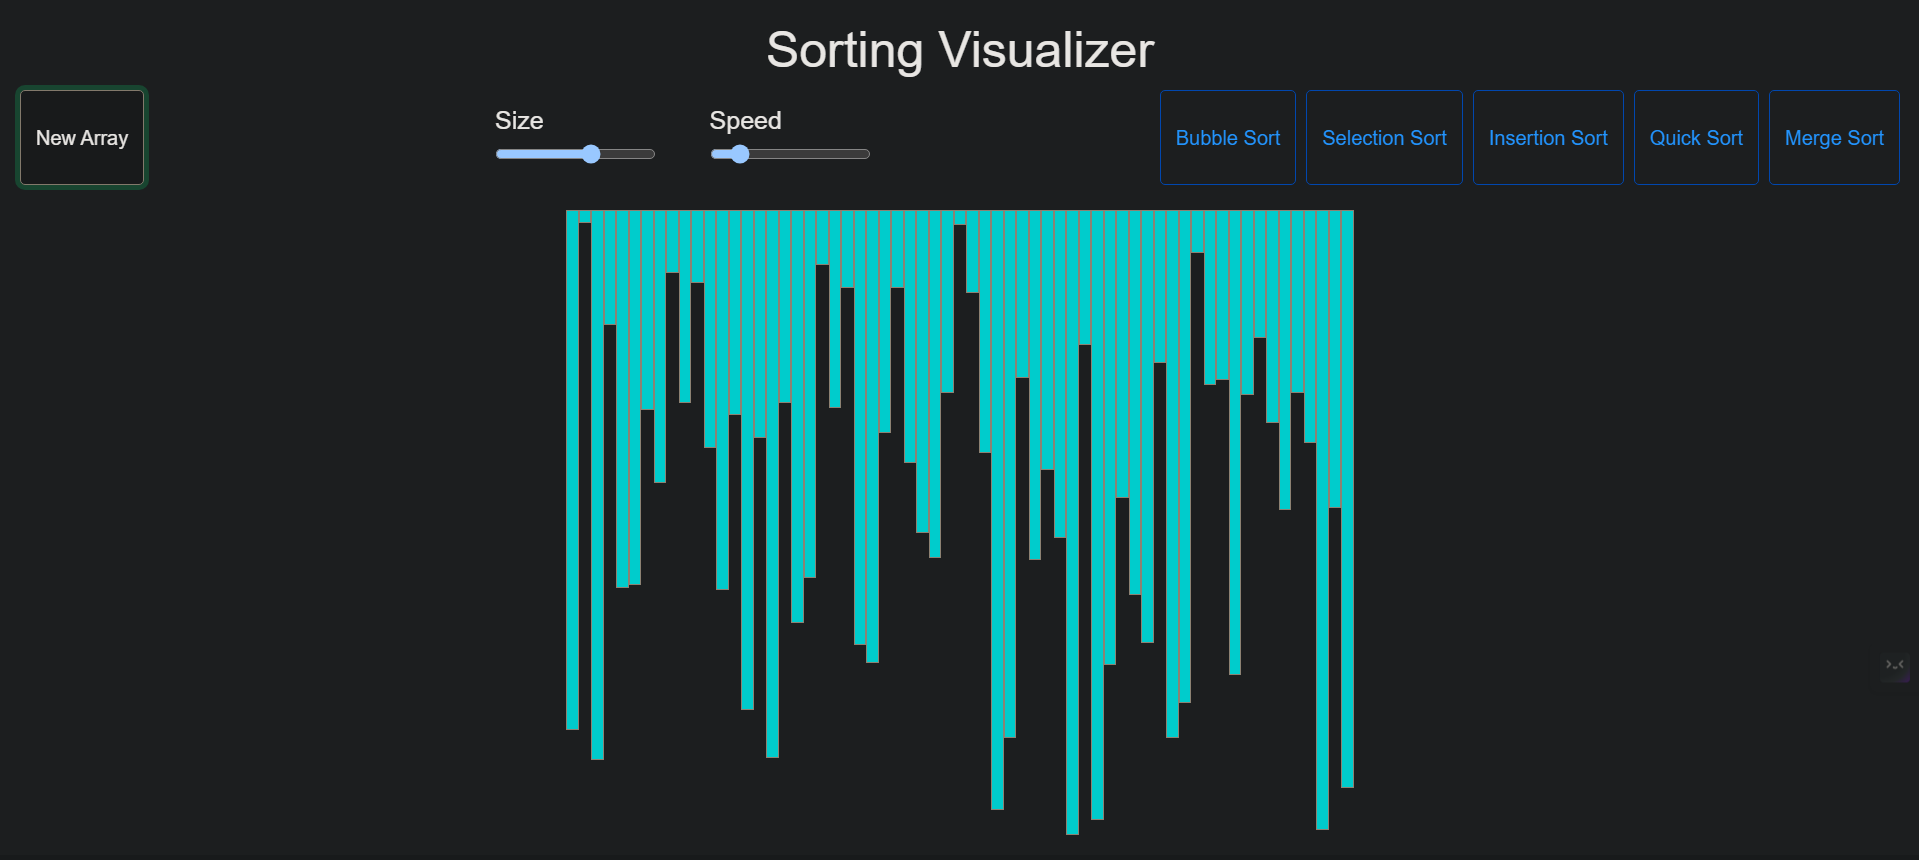 Sorting Visualizer
New Array
Size
Speed
Bubble Sort
Selection Sort
Insertion Sort
Quick Sort
Merge Sort